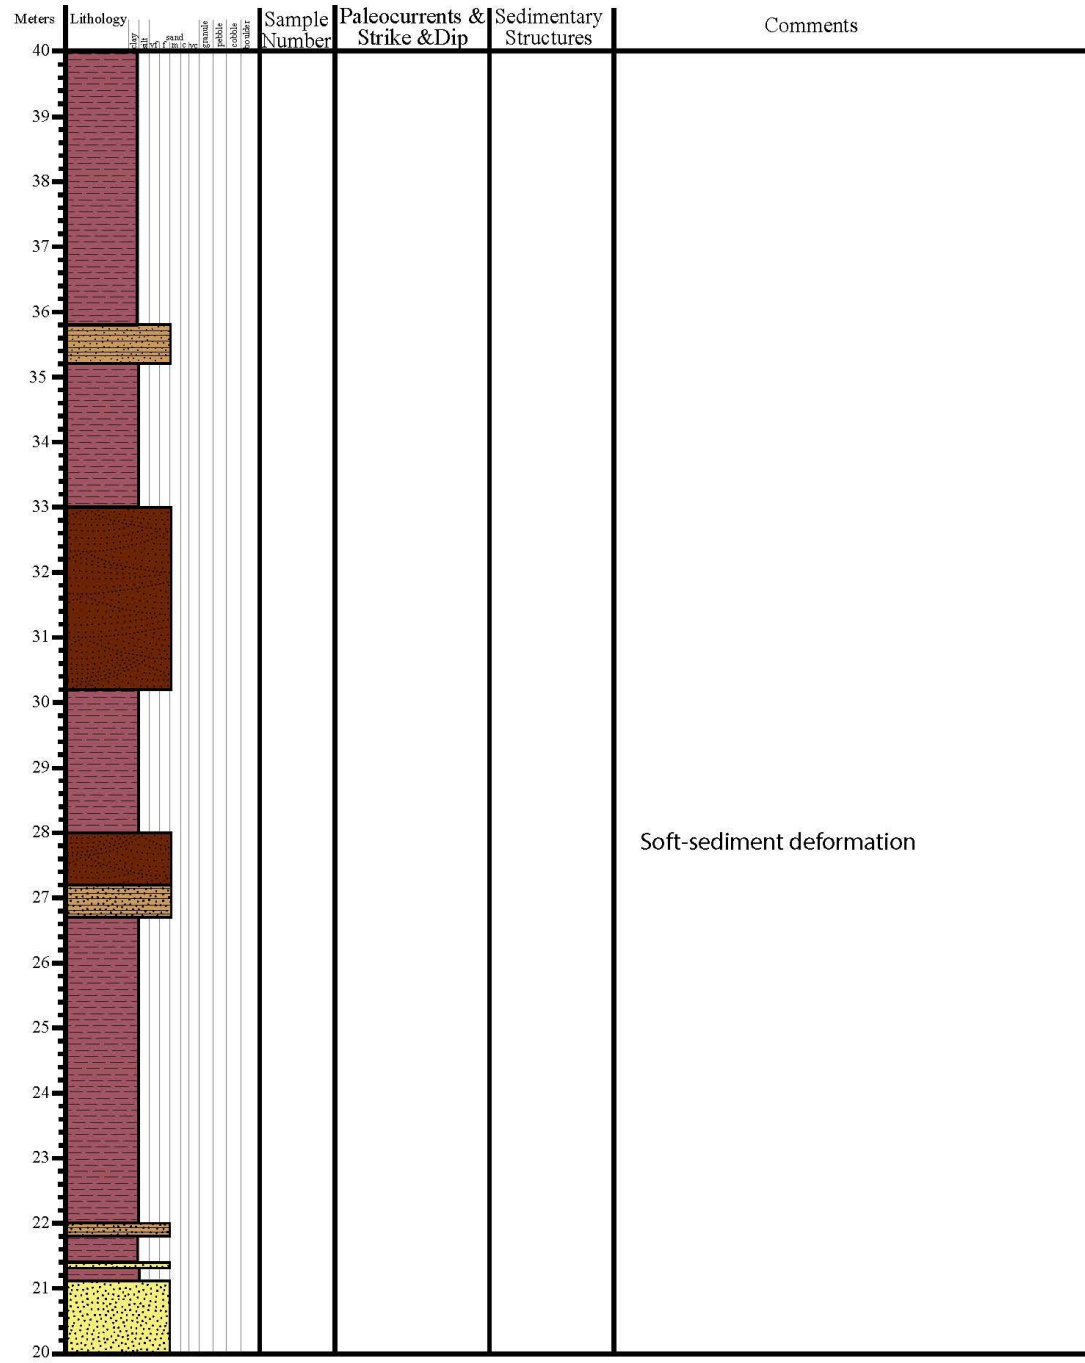 Meters
Lithology
clay
silt
vf
f
sand
m
c
vc
granule
pebble
cobble
boulder
Sample
Number
Paleocurrents &
Strike &Dip
Sedimentary
Structures
Comments
40
39
38
37
36
35
34
33
32
31
30
29
28
Soft-sediment deformation
27
26
25
24
23
22
21
20